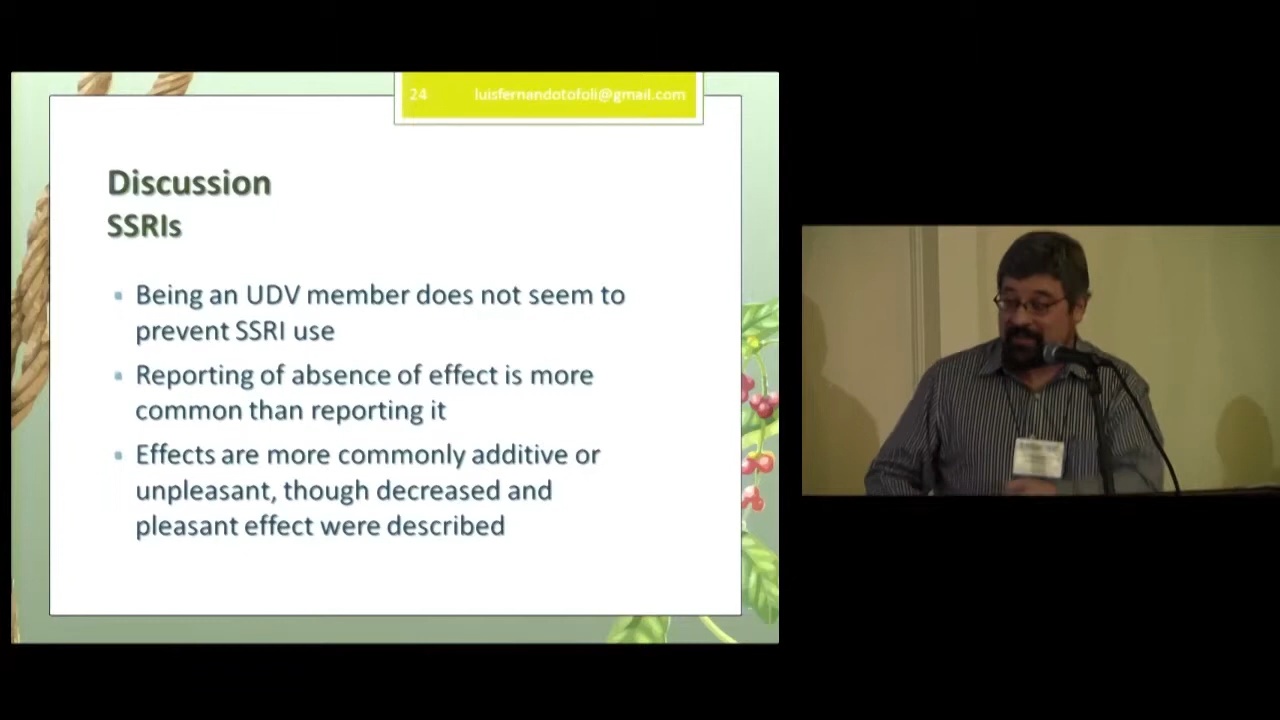 24 luisfernandotofoli@gmail.com
Discussion
SSRIs
Being an UDV member does not seem to
prevent SSRI use
Reporting of absence of effect is more
common than reporting it
Effects are more commonly additive or
unpleasant, though decreased and
pleasant effect were described